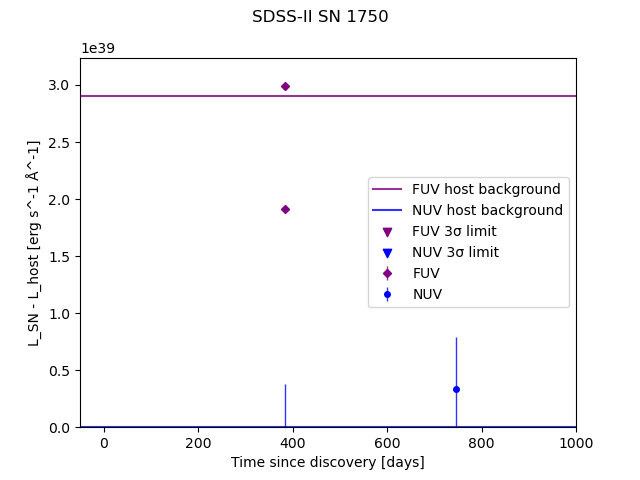 SDSS-II SN 1750
1e39
3.0
2.5
2.0
1.5
1.0
0.5
0.0
L_SN - L_host [erg s^-1 Å^-1]
FUV host background
NUV host background
FUV 3σ limit
NUV 3σ limit
FUV
NUV
0 200 400 600 800 1000
Time since discovery [days]